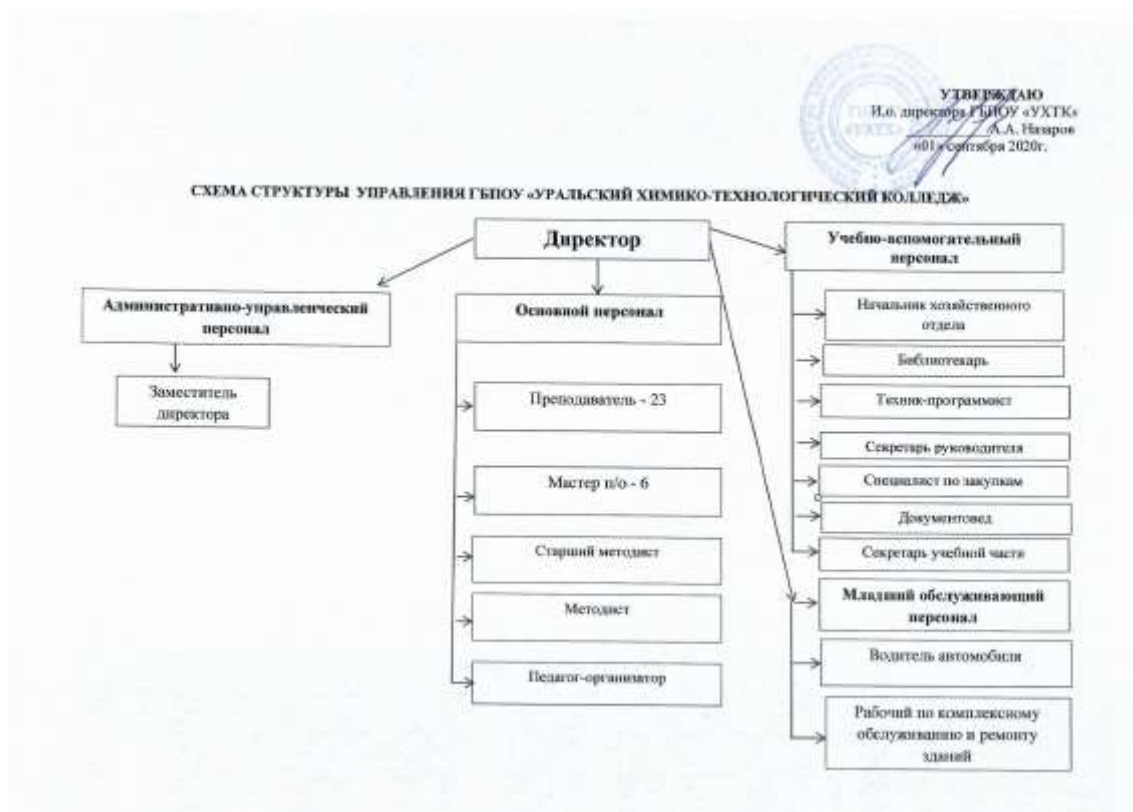 УТВЕРЖДАЮ
И.о. директора ГБПОУ «УХТК»
А.А. Назаров
«01» сентября 2020г.
СХЕМА СТРУКТУРЫ УПРАВЛЕНИЯ ГБПОУ «УРАЛЬСКИЙ ХИМИКО-ТЕХНОЛОГИЧЕСКИЙ КОЛЛЕДЖ»
Директор
Административно-управленческий
персонал
Заместитель
директора
Основной персонал
Преподаватель - 23
Мастер п/о - 6
Старший методист
Методист
Педагог-организатор
Учебно-вспомогательный
персонал
Начальник хозяйственного
отдела
Библиотекарь
Техник-программист
Секретарь руководителя
Специалист по закупкам
Документовед
Секретарь учебной части
Младший обслуживающий
персонал
Водитель автомобиля
Рабочий по комплексному
обслуживанию и ремонту
зданий